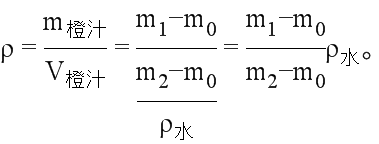 ρ = m橙汁/V橙汁 = (m₁−m₀)/((m₂−m₀)/ρ水) = (m₁−m₀)/(m₂−m₀)ρ水。